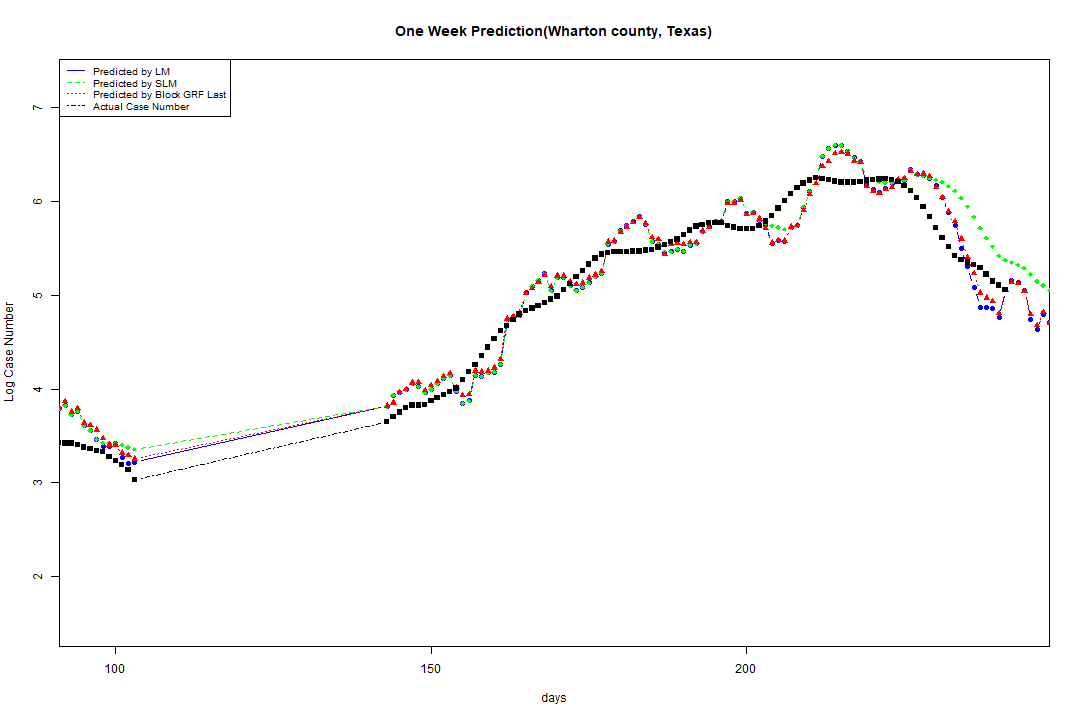 One Week Prediction(Wharton county, Texas)
Predicted by LM
Predicted by SLM
Predicted by Block GRF Last
Actual Case Number
7
6
5
4
3
2
Log Case Number
100 150 200
days